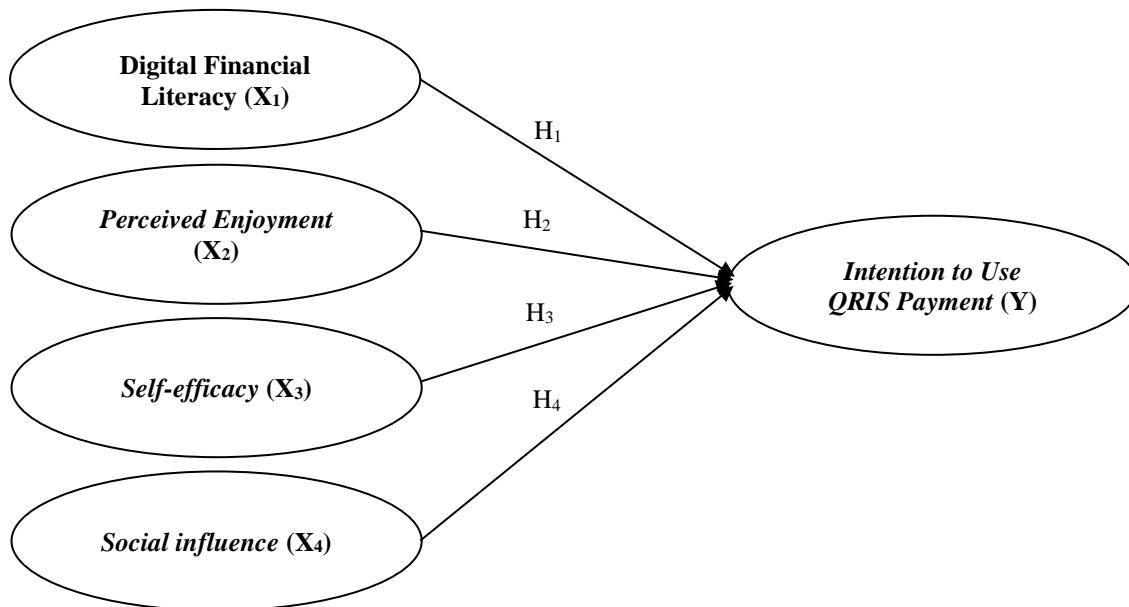 Digital Financial
Literacy (X₁)
H₁
Perceived Enjoyment
(X₂)
H₂
Intention to Use
QRIS Payment (Y)
H₃
Self-efficacy (X₃)
H₄
Social influence (X₄)